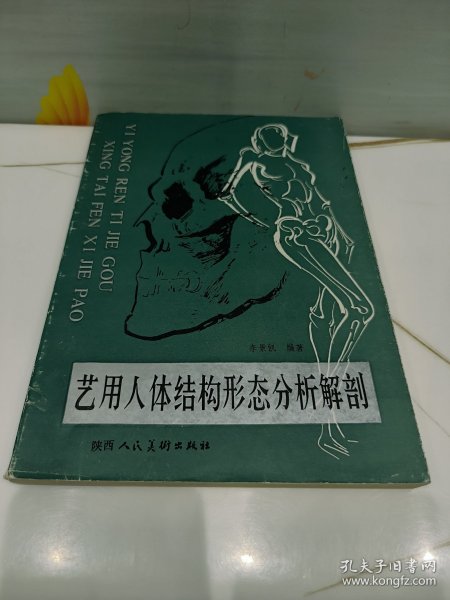 YI YONG REN TI JIE GOU
XING TAI FEN XI JIE PAO
编著
艺用人体结构形态分析解剖
陕西人民美術出版社
孔夫子旧书网
www.kongfz.com